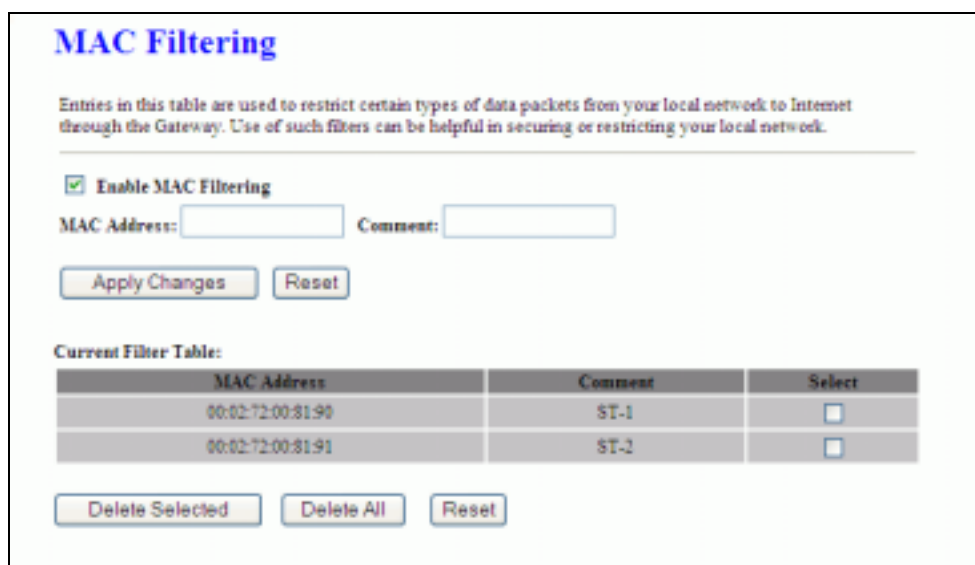 MAC Filtering
Entries in this table are used to restrict certain types of data packets from your local network to Internet
through the Gateway. Use of such filters can be helpful in securing or restricting your local network.
Enable MAC Filtering
MAC Address: Comment:
Apply Changes Reset
Current Filter Table:
MAC Address Comment Select
00:02:72:00:81:90 ST-1
00:02:72:00:81:91 ST-2
Delete Selected Delete All Reset